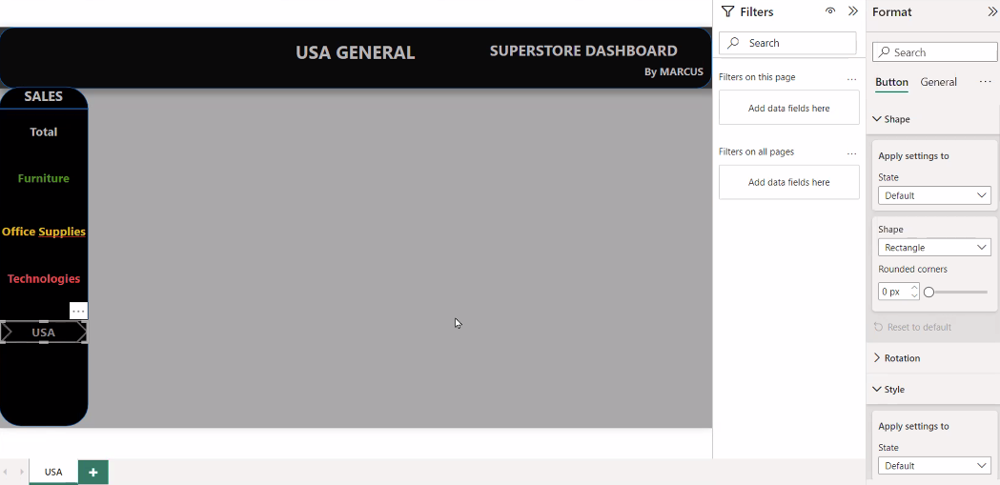 USA GENERAL
SUPERSTORE DASHBOARD
By MARCUS
SALES
Total
Furniture
Office Supplies
Technologies
...
USA
USA
+
Filters
Search
Filters on this page
...
Add data fields here
Filters on all pages
...
Add data fields here
Format
Search
Button
General
...
Shape
Apply settings to
State
Default
Shape
Rectangle
Rounded corners
0 px
Reset to default
Rotation
Style
Apply settings to
State
Default